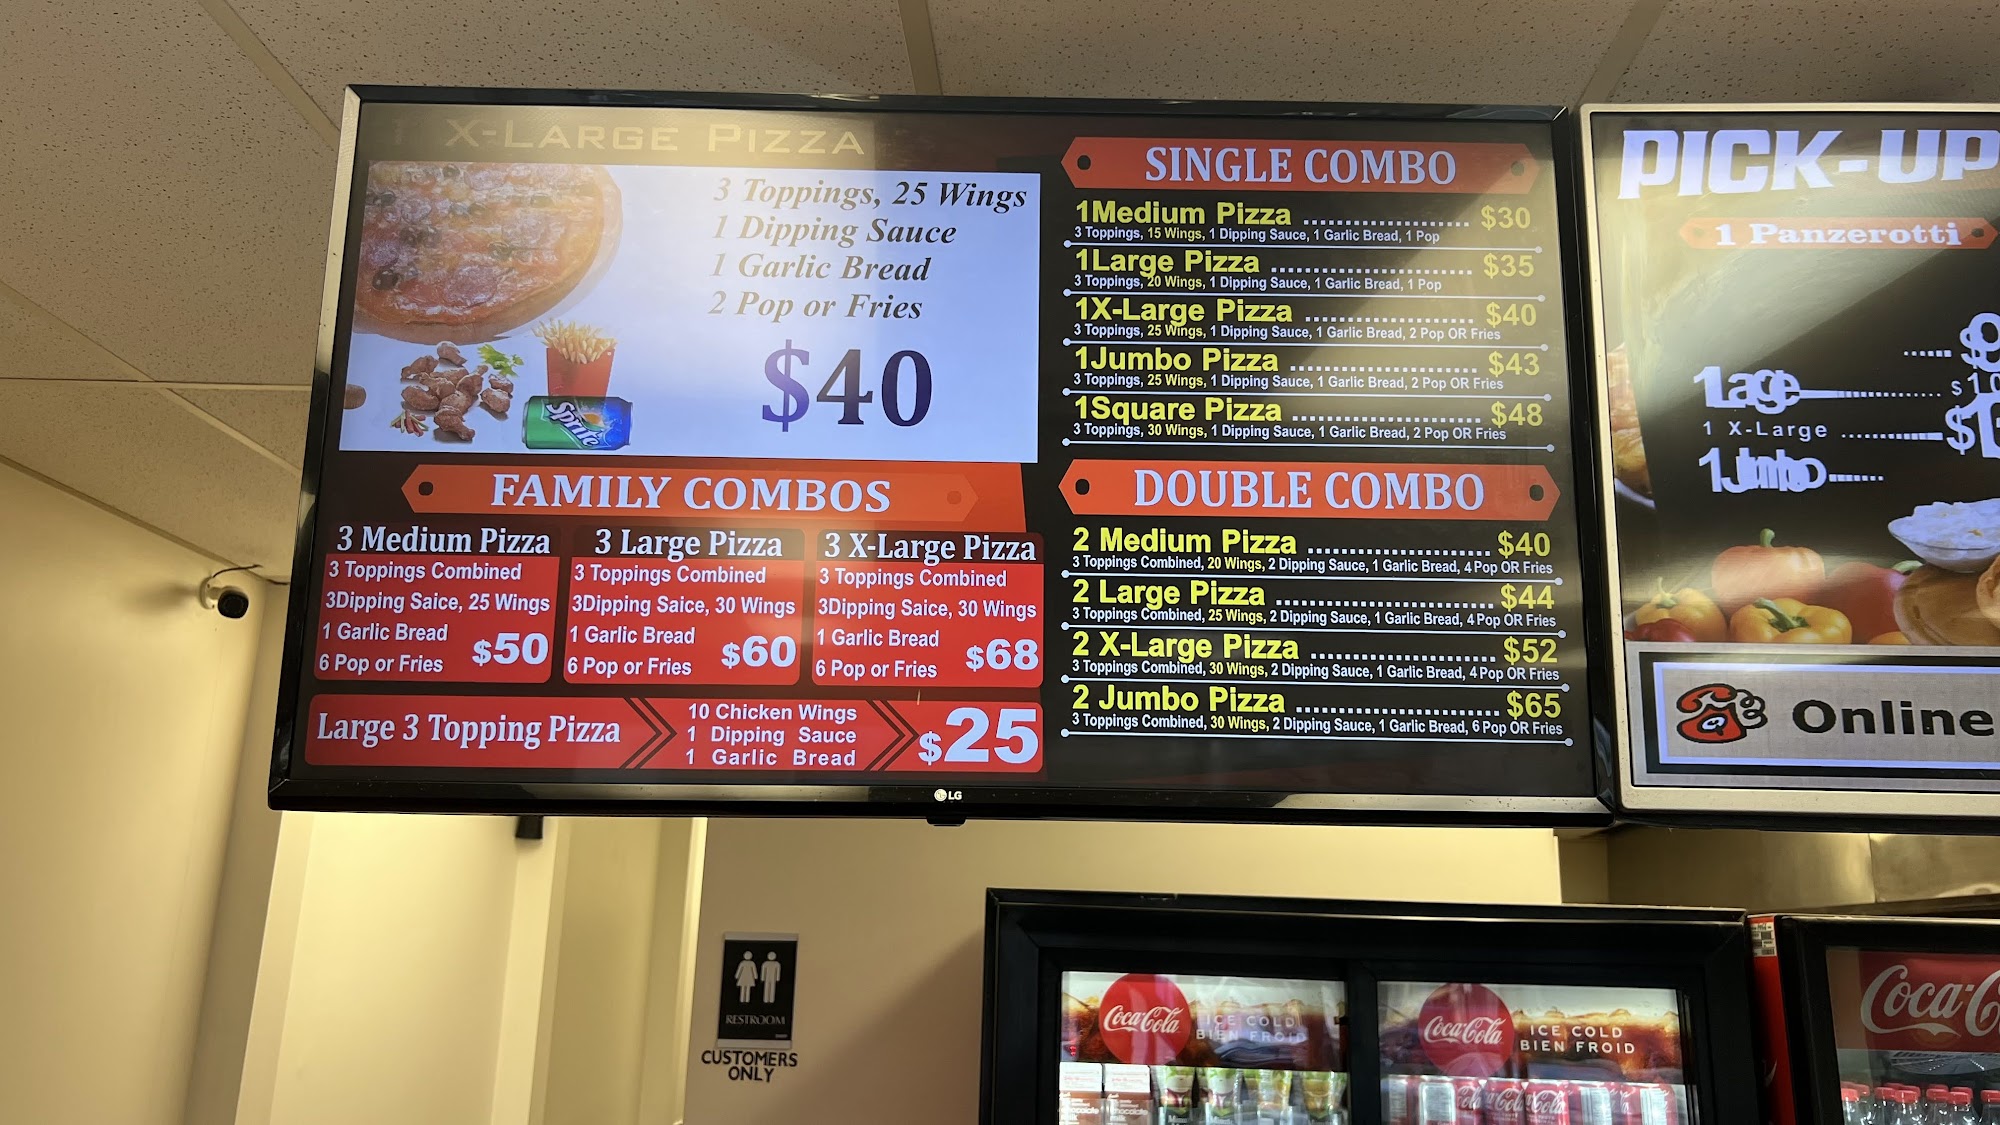 1 X-LARGE PIZZA
3 Toppings, 25 Wings
1 Dipping Sauce
1 Garlic Bread
2 Pop or Fries
$40
Sprite
FAMILY COMBOS
3 Medium Pizza
3 Toppings Combined
3Dipping Saice, 25 Wings
1 Garlic Bread
6 Pop or Fries
$50
3 Large Pizza
3 Toppings Combined
3Dipping Saice, 30 Wings
1 Garlic Bread
6 Pop or Fries
$60
3 X-Large Pizza
3 Toppings Combined
3Dipping Saice, 30 Wings
1 Garlic Bread
6 Pop or Fries
$68
Large 3 Topping Pizza
10 Chicken Wings
1 Dipping Sauce
1 Garlic Bread
$25
SINGLE COMBO
1Medium Pizza .................... $30
3 Toppings, 15 Wings, 1 Dipping Sauce, 1 Garlic Bread, 1 Pop
1Large Pizza ........................ $35
3 Toppings, 20 Wings, 1 Dipping Sauce, 1 Garlic Bread, 1 Pop
1X-Large Pizza .................... $40
3 Toppings, 25 Wings, 1 Dipping Sauce, 1 Garlic Bread, 2 Pop OR Fries
1Jumbo Pizza ...................... $43
3 Toppings, 25 Wings, 1 Dipping Sauce, 1 Garlic Bread, 2 Pop OR Fries
1Square Pizza ...................... $48
3 Toppings, 30 Wings, 1 Dipping Sauce, 1 Garlic Bread, 2 Pop OR Fries
DOUBLE COMBO
2 Medium Pizza ...................... $40
3 Toppings Combined, 20 Wings, 2 Dipping Sauce, 1 Garlic Bread, 4 Pop OR Fries
2 Large Pizza .......................... $44
3 Toppings Combined, 25 Wings, 2 Dipping Sauce, 1 Garlic Bread, 4 Pop OR Fries
2 X-Large Pizza ...................... $52
3 Toppings Combined, 30 Wings, 2 Dipping Sauce, 1 Garlic Bread, 4 Pop OR Fries
2 Jumbo Pizza ......................... $65
3 Toppings Combined, 30 Wings, 2 Dipping Sauce, 1 Garlic Bread, 6 Pop OR Fries
LG
PICK-UP
1 Panzerotti
1 X-Large
Online
RESTROOM
CUSTOMERS
ONLY
Coca-Cola
ICE COLD
BIEN FROID
Coca-Cola
ICE COLD
BIEN FROID